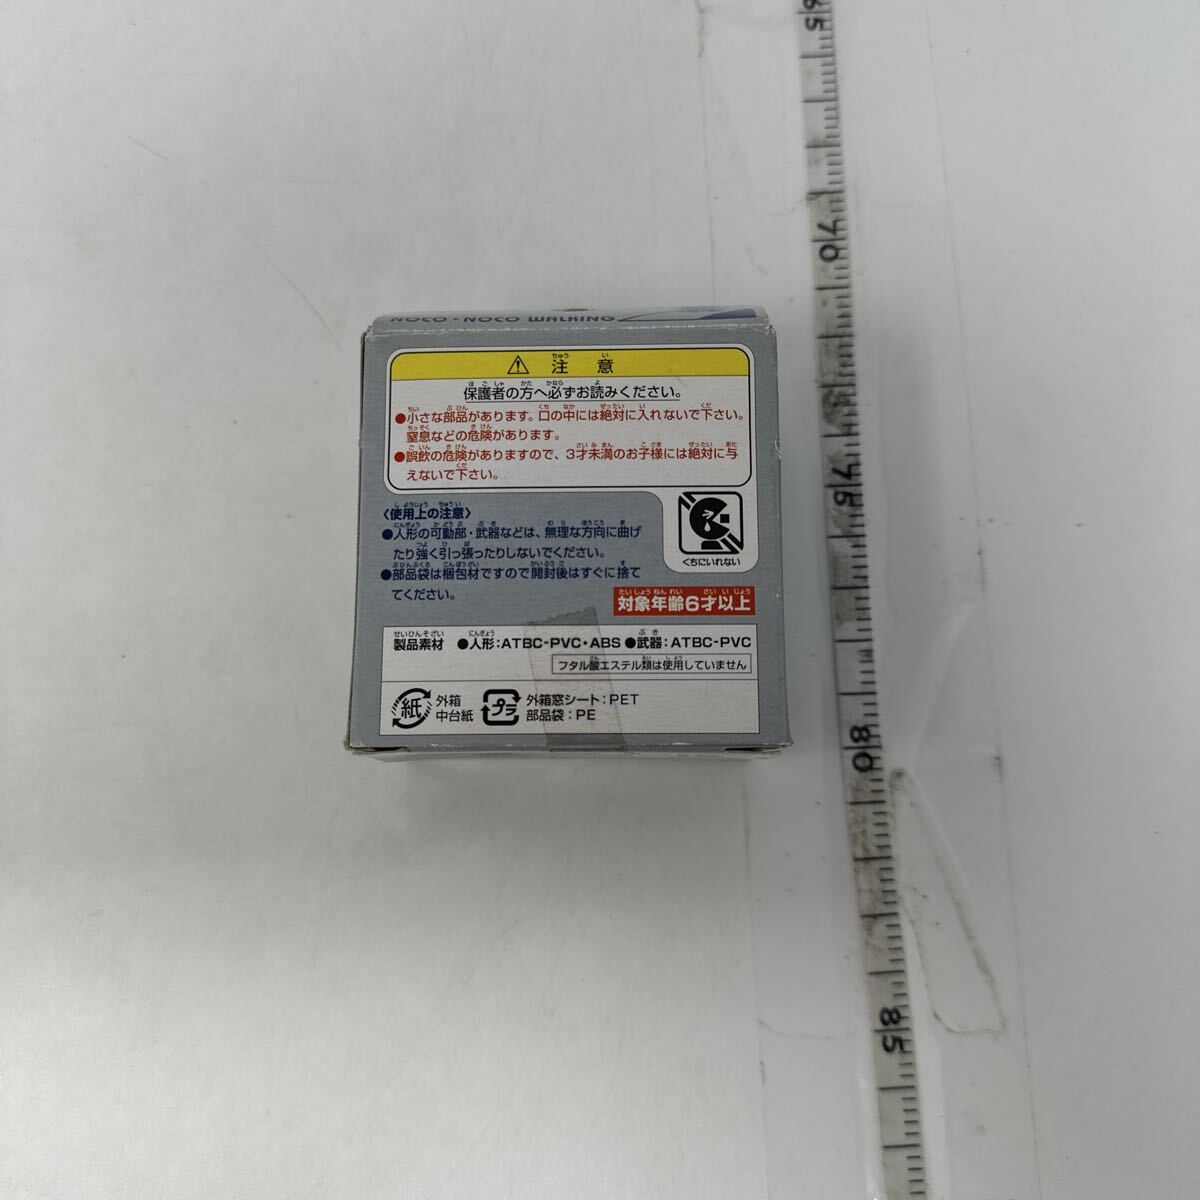 NOCO-NOCO WALKING
注意
保護者の方へ必ずお読みください。
●小さな部品があります。口の中には絶対に入れないで下さい。
窒息などの危険があります。
●誤飲の危険がありますので、3才未満のお子様には絶対に与
えないで下さい。
〈使用上の注意〉
●人形の可動部・武器などは、無理な方向に曲げ
たり強く引っ張ったりしないでください。
●部品袋は梱包材ですので開封後はすぐに捨て
てください。
くちにいれない
対象年齢6才以上
製品素材 ●人形:ATBC-PVC・ABS ●武器:ATBC-PVC
フタル酸エステル類は使用していません
紙 外箱
中台紙
プラ 外箱窓シート:PET
部品袋:PE
65
70
75
80
85